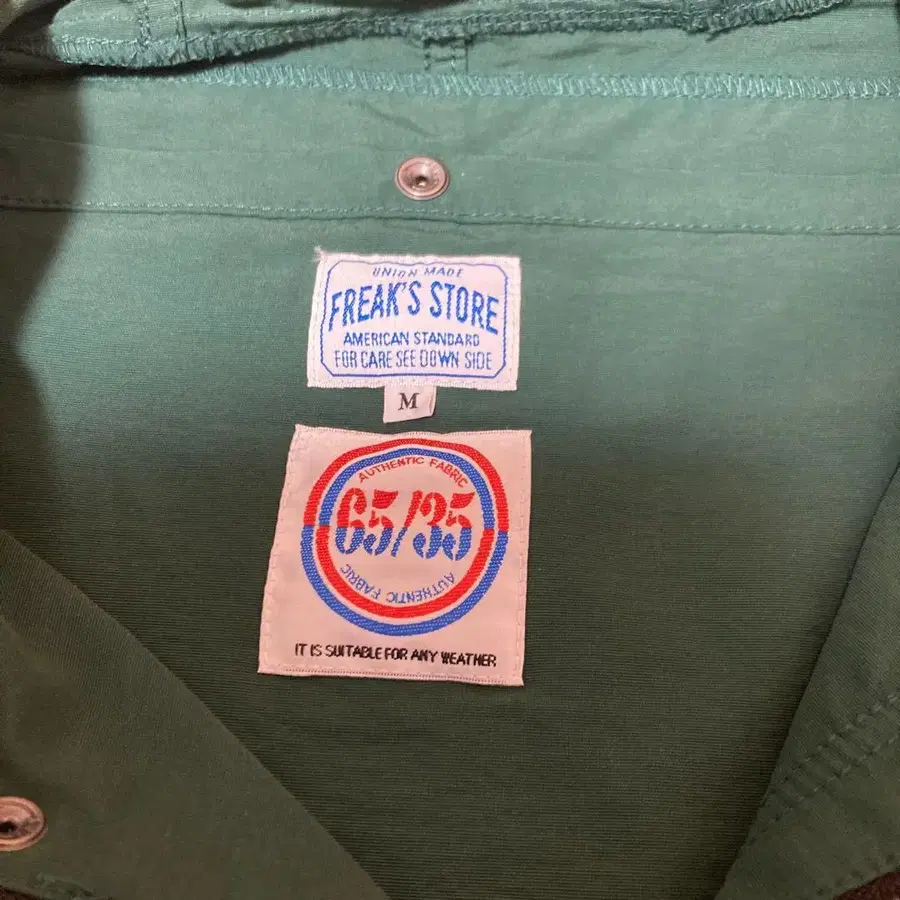 UNION MADE
FREAK'S STORE
AMERICAN STANDARD
FOR CARE SEE DOWN SIDE
M
AUTHENTIC FABRIC
65/35
AUTHENTIC FABRIC
IT IS SUITABLE FOR ANY WEATHER